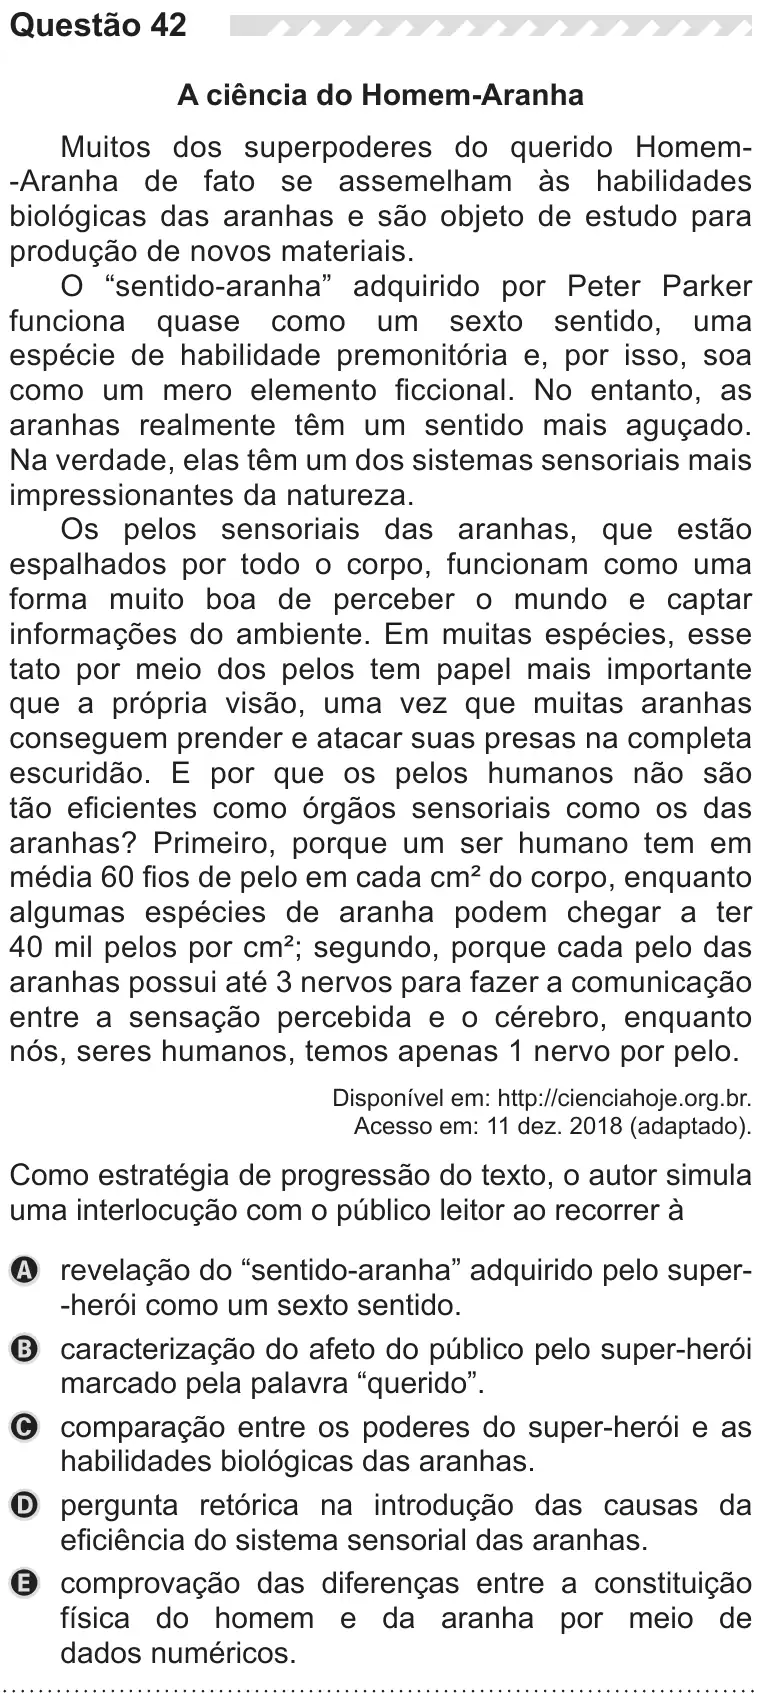 Questão 42
A ciência do Homem-Aranha
Muitos dos superpoderes do querido Homem-
-Aranha de fato se assemelham às habilidades
biológicas das aranhas e são objeto de estudo para
produção de novos materiais.
O “sentido-aranha” adquirido por Peter Parker
funciona quase como um sexto sentido, uma
espécie de habilidade premonitória e, por isso, soa
como um mero elemento ficcional. No entanto, as
aranhas realmente têm um sentido mais aguçado.
Na verdade, elas têm um dos sistemas sensoriais mais
impressionantes da natureza.
Os pelos sensoriais das aranhas, que estão
espalhados por todo o corpo, funcionam como uma
forma muito boa de perceber o mundo e captar
informações do ambiente. Em muitas espécies, esse
tato por meio dos pelos tem papel mais importante
que a própria visão, uma vez que muitas aranhas
conseguem prender e atacar suas presas na completa
escuridão. E por que os pelos humanos não são
tão eficientes como órgãos sensoriais como os das
aranhas? Primeiro, porque um ser humano tem em
média 60 fios de pelo em cada cm² do corpo, enquanto
algumas espécies de aranha podem chegar a ter
40 mil pelos por cm²; segundo, porque cada pelo das
aranhas possui até 3 nervos para fazer a comunicação
entre a sensação percebida e o cérebro, enquanto
nós, seres humanos, temos apenas 1 nervo por pelo.
Disponível em: http://cienciahoje.org.br.
Acesso em: 11 dez. 2018 (adaptado).
Como estratégia de progressão do texto, o autor simula
uma interlocução com o público leitor ao recorrer à
A revelação do “sentido-aranha” adquirido pelo super-
-herói como um sexto sentido.
B caracterização do afeto do público pelo super-herói
marcado pela palavra “querido”.
C comparação entre os poderes do super-herói e as
habilidades biológicas das aranhas.
D pergunta retórica na introdução das causas da
eficiência do sistema sensorial das aranhas.
E comprovação das diferenças entre a constituição
física do homem e da aranha por meio de
dados numéricos.